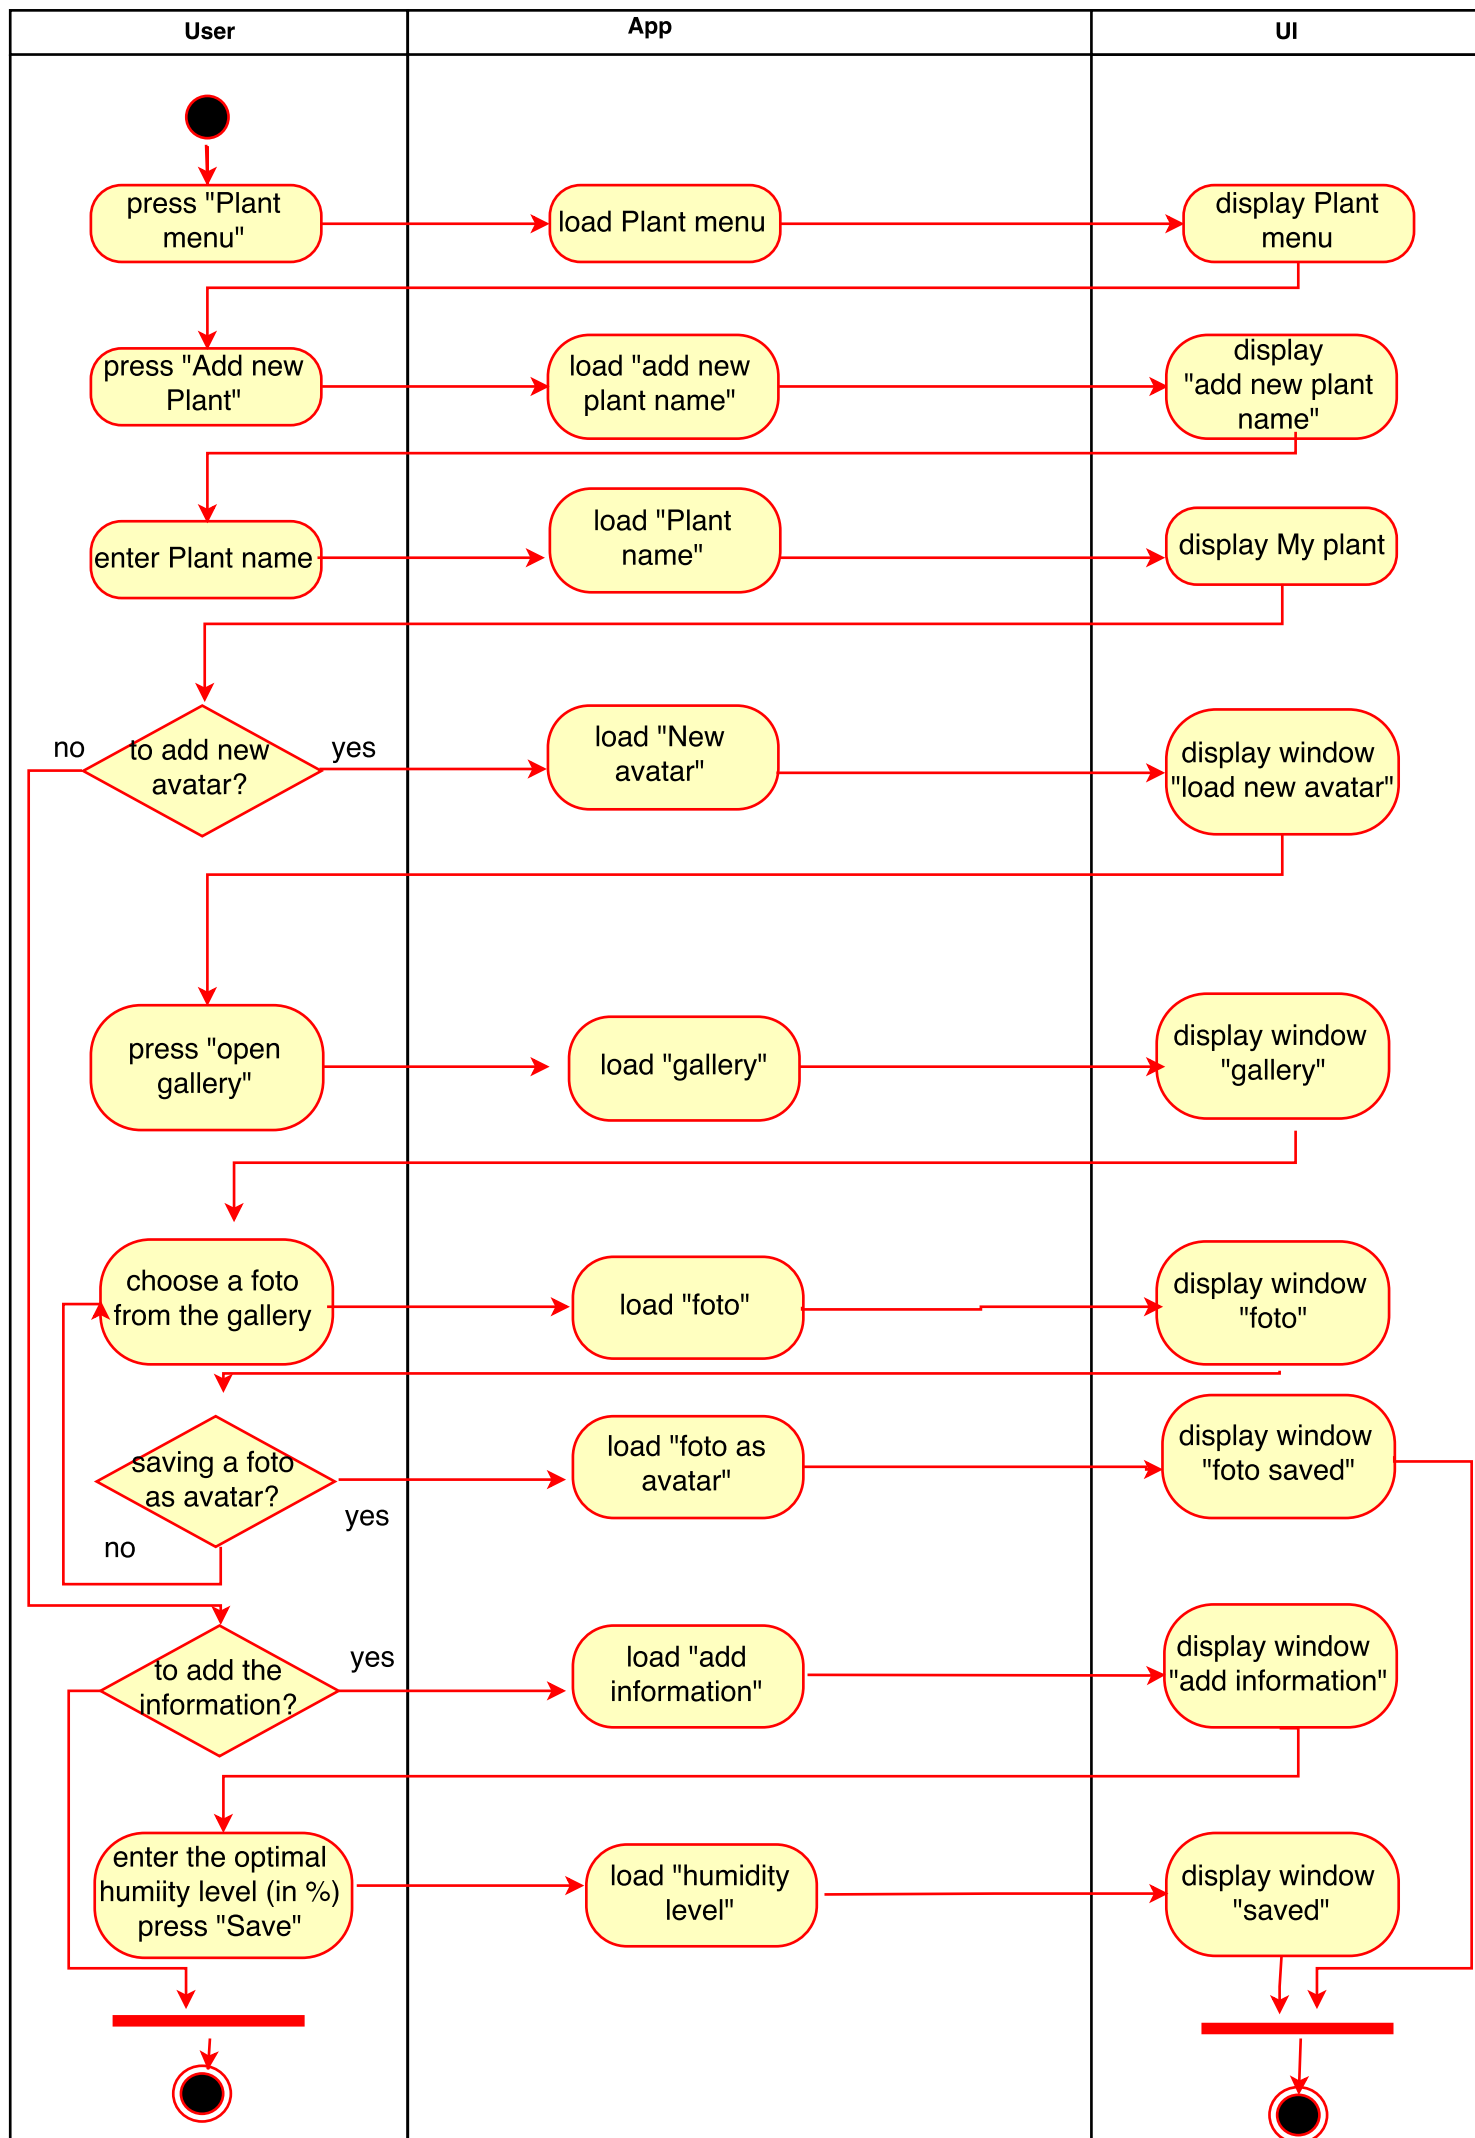 User
App
UI
press "Plant
menu"
load Plant menu
display Plant
menu
press "Add new
Plant"
load "add new
plant name"
display
"add new plant
name"
enter Plant name
load "Plant
name"
display My plant
no
to add new
avatar?
yes
load "New
avatar"
display window
"load new avatar"
press "open
gallery"
load "gallery"
display window
"gallery"
choose a foto
from the gallery
load "foto"
display window
"foto"
saving a foto
as avatar?
yes
no
load "foto as
avatar"
display window
"foto saved"
to add the
information?
yes
load "add
information"
display window
"add information"
enter the optimal
humiity level (in %)
press "Save"
load "humidity
level"
display window
"saved"